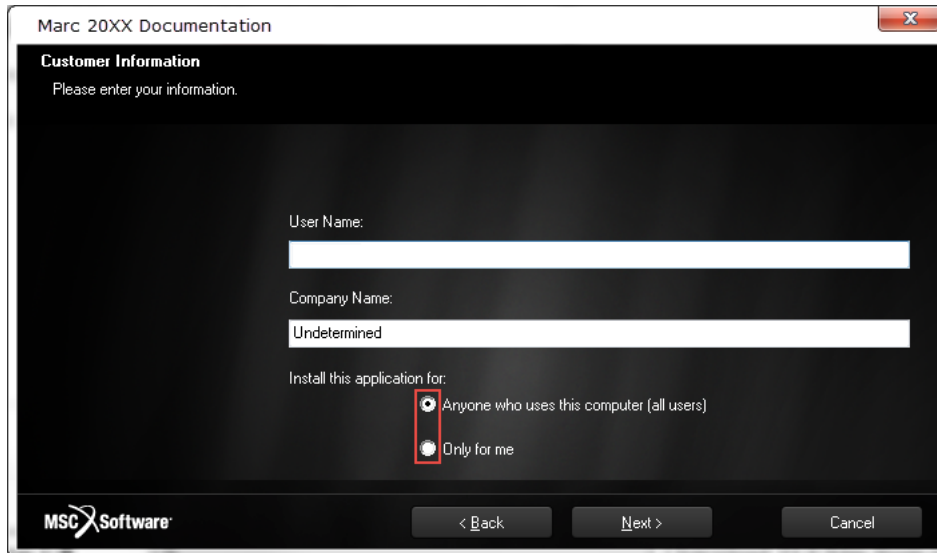 Marc 20XX Documentation
Customer Information
Please enter your information.
User Name:
Company Name:
Undetermined
Install this application for:
Anyone who uses this computer (all users)
Only for me
MSC Software
< Back
Next >
Cancel